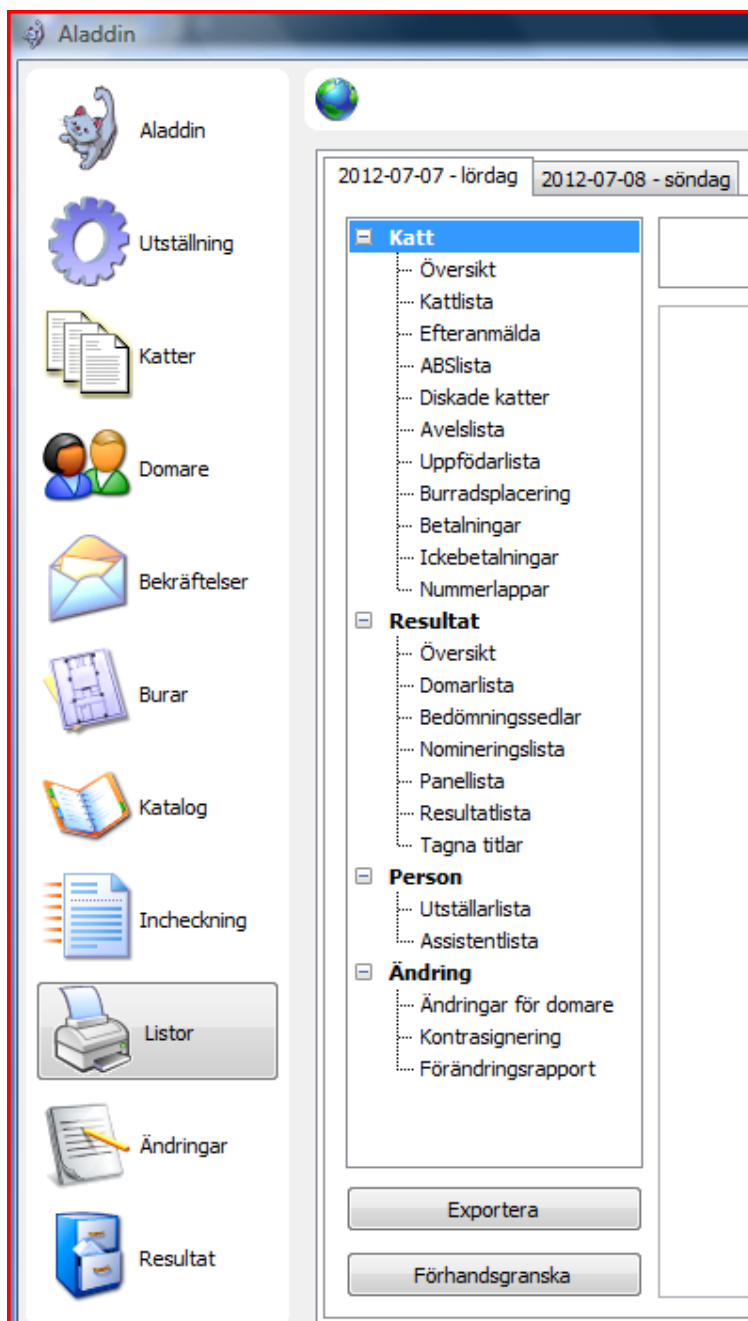 Aladdin
Aladdin
Utställning
Katter
Domare
Bekräftelser
Burar
Katalog
Incheckning
Listor
Ändringar
Resultat
2012-07-07 - lördag
2012-07-08 - söndag
Katt
Översikt
Kattlista
Efteranmälda
ABSlista
Diskade katter
Avelslista
Uppfödarlista
Burradsplacering
Betalningar
Ickebetalningar
Nummerlappar
Resultat
Översikt
Domarlista
Bedömningssedlar
Nomineringslista
Panellista
Resultatlista
Tagna titlar
Person
Utställarlista
Assistentlista
Ändring
Ändringar för domare
Kontrasignering
Förändringsrapport
Exportera
Förhandsgranska